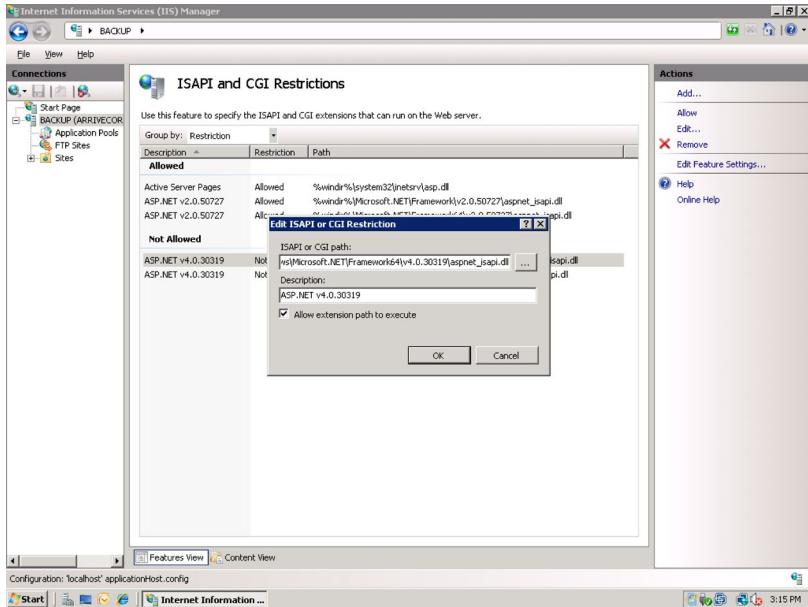 Internet Information Services (IIS) Manager
BACKUP
File View Help
Connections
Start Page
BACKUP (ARRIVECOR
Application Pools
FTP Sites
Sites
ISAPI and CGI Restrictions
Use this feature to specify the ISAPI and CGI extensions that can run on the Web server.
Group by: Restriction
Description Restriction Path
Allowed
Active Server Pages Allowed %windir%\system32\inetsrv\asp.dll
ASP.NET v2.0.50727 Allowed %windir%\Microsoft.NET\Framework\v2.0.50727\aspnet_isapi.dll
ASP.NET v2.0.50727
Not Allowed
ASP.NET v4.0.30319 Not isapi.dll
ASP.NET v4.0.30319 Not pi.dll
Edit ISAPI or CGI Restriction
ISAPI or CGI path:
ws\Microsoft.NET\Framework64\v4.0.30319\aspnet_isapi.dll ...
Description:
ASP.NET v4.0.30319
Allow extension path to execute
OK Cancel
Actions
Add...
Allow
Edit...
Remove
Edit Feature Settings...
Help
Online Help
Features View Content View
Configuration: 'localhost' applicationHost.config
Start Internet Information ... 3:15 PM